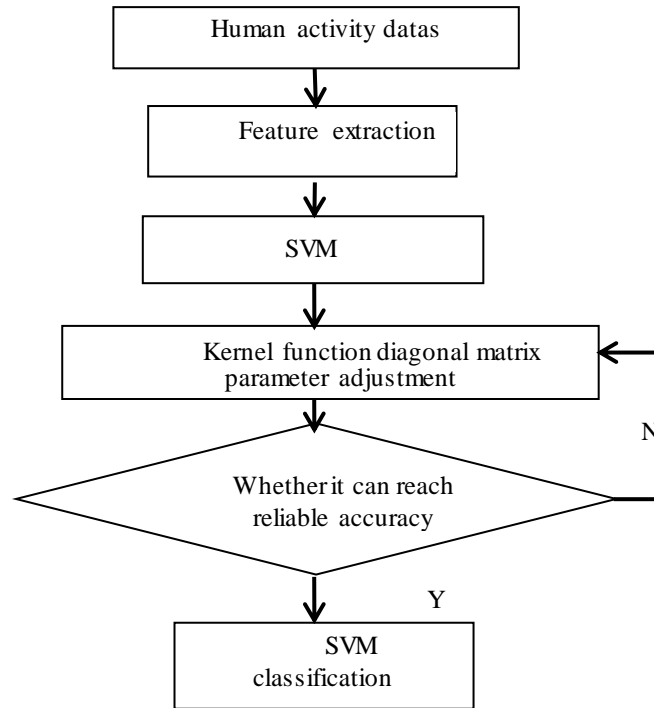 Human activity datas
Feature extraction
SVM
Kernel function diagonal matrix
parameter adjustment
N
Whether it can reach
reliable accuracy
Y
SVM
classification